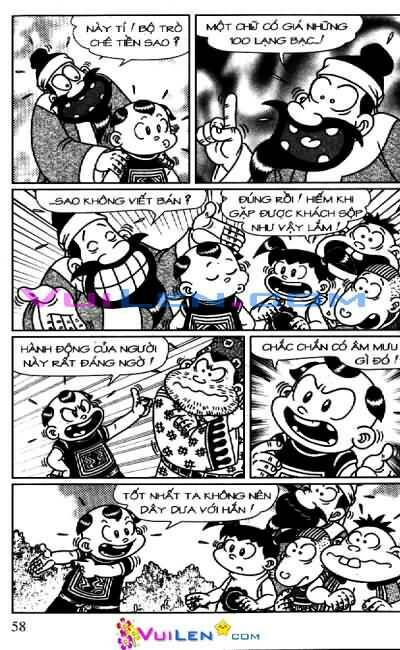 NÀY TÍ ! BỘ TRÒ
CHÊ TIỀN SAO ?
MỘT CHỮ CÓ GIÁ NHỮNG
100 LẠNG BẠC..!
..SAO KHÔNG VIẾT BÁN ?
ĐÚNG RỒI ! HIẾM KHI
GẶP ĐƯỢC KHÁCH SỘP
NHƯ VẬY LẮM !
VuiLen.com
HÀNH ĐỘNG CỦA NGƯỜI
NÀY RẤT ĐÁNG NGỜ !
CHẮC CHẮN CÓ ÂM MƯU
GÌ ĐÓ !
TỐT NHẤT TA KHÔNG NÊN
DÂY DƯA VỚI HẮN !
58
VuiLen.com